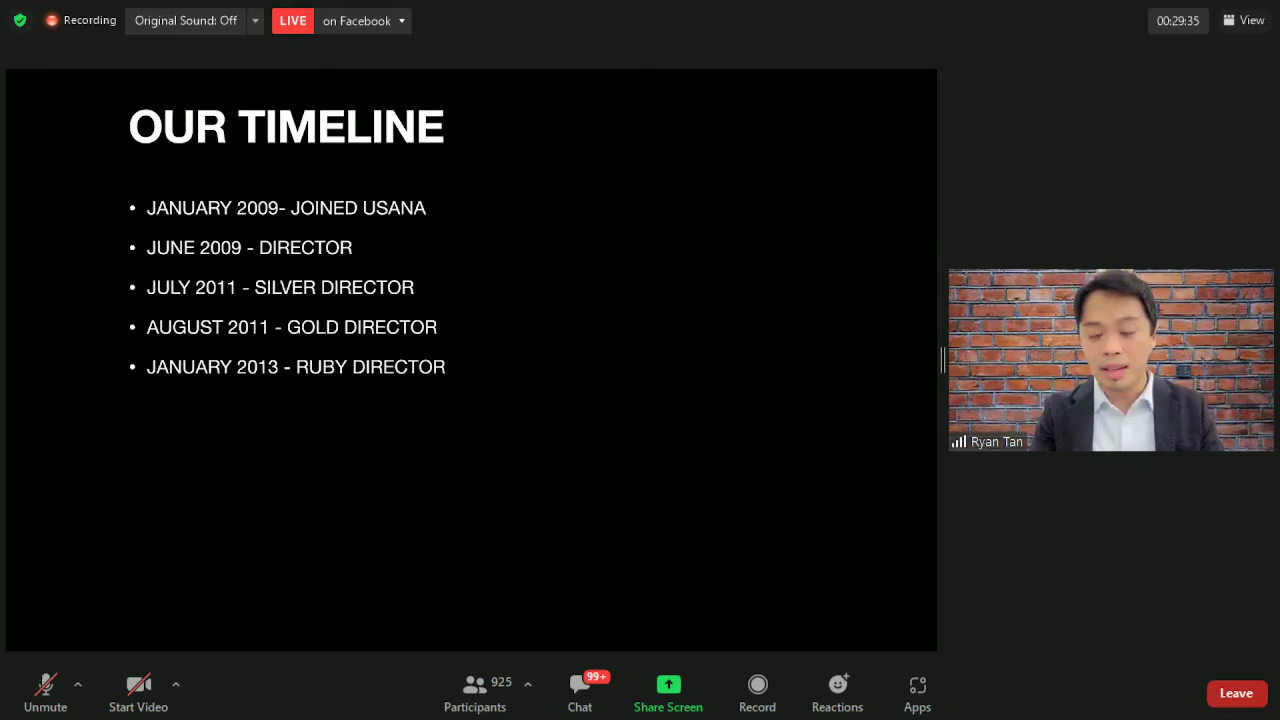 Recording
Original Sound: Off
LIVE on Facebook
00:29:35
View
OUR TIMELINE
• JANUARY 2009- JOINED USANA
• JUNE 2009 - DIRECTOR
• JULY 2011 - SILVER DIRECTOR
• AUGUST 2011 - GOLD DIRECTOR
• JANUARY 2013 - RUBY DIRECTOR
Ryan Tan
925
99+
Unmute
Start Video
Participants
Chat
Share Screen
Record
Reactions
Apps
Leave